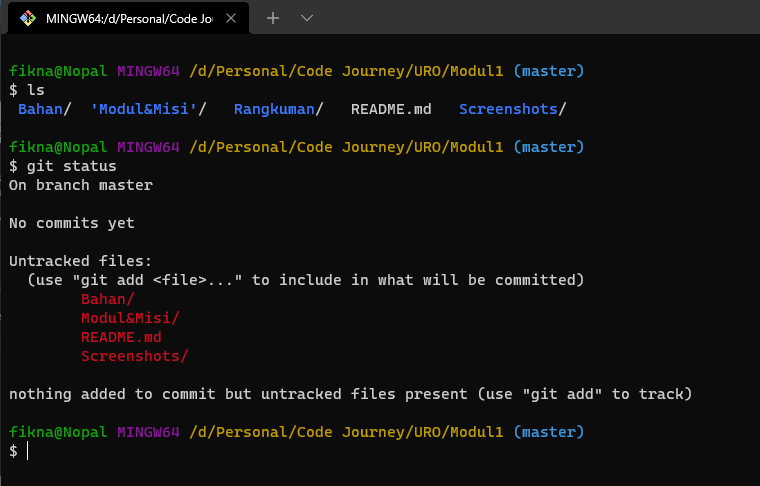 MINGW64:/d/Personal/Code Jo
fikna@Nopal MINGW64 /d/Personal/Code Journey/URO/Modul1 (master)
$ ls
Bahan/  'Modul&Misi'/   Rangkuman/   README.md   Screenshots/
fikna@Nopal MINGW64 /d/Personal/Code Journey/URO/Modul1 (master)
$ git status
On branch master
No commits yet
Untracked files:
  (use "git add <file>..." to include in what will be committed)
        Bahan/
        Modul&Misi/
        README.md
        Screenshots/
nothing added to commit but untracked files present (use "git add" to track)
fikna@Nopal MINGW64 /d/Personal/Code Journey/URO/Modul1 (master)
$